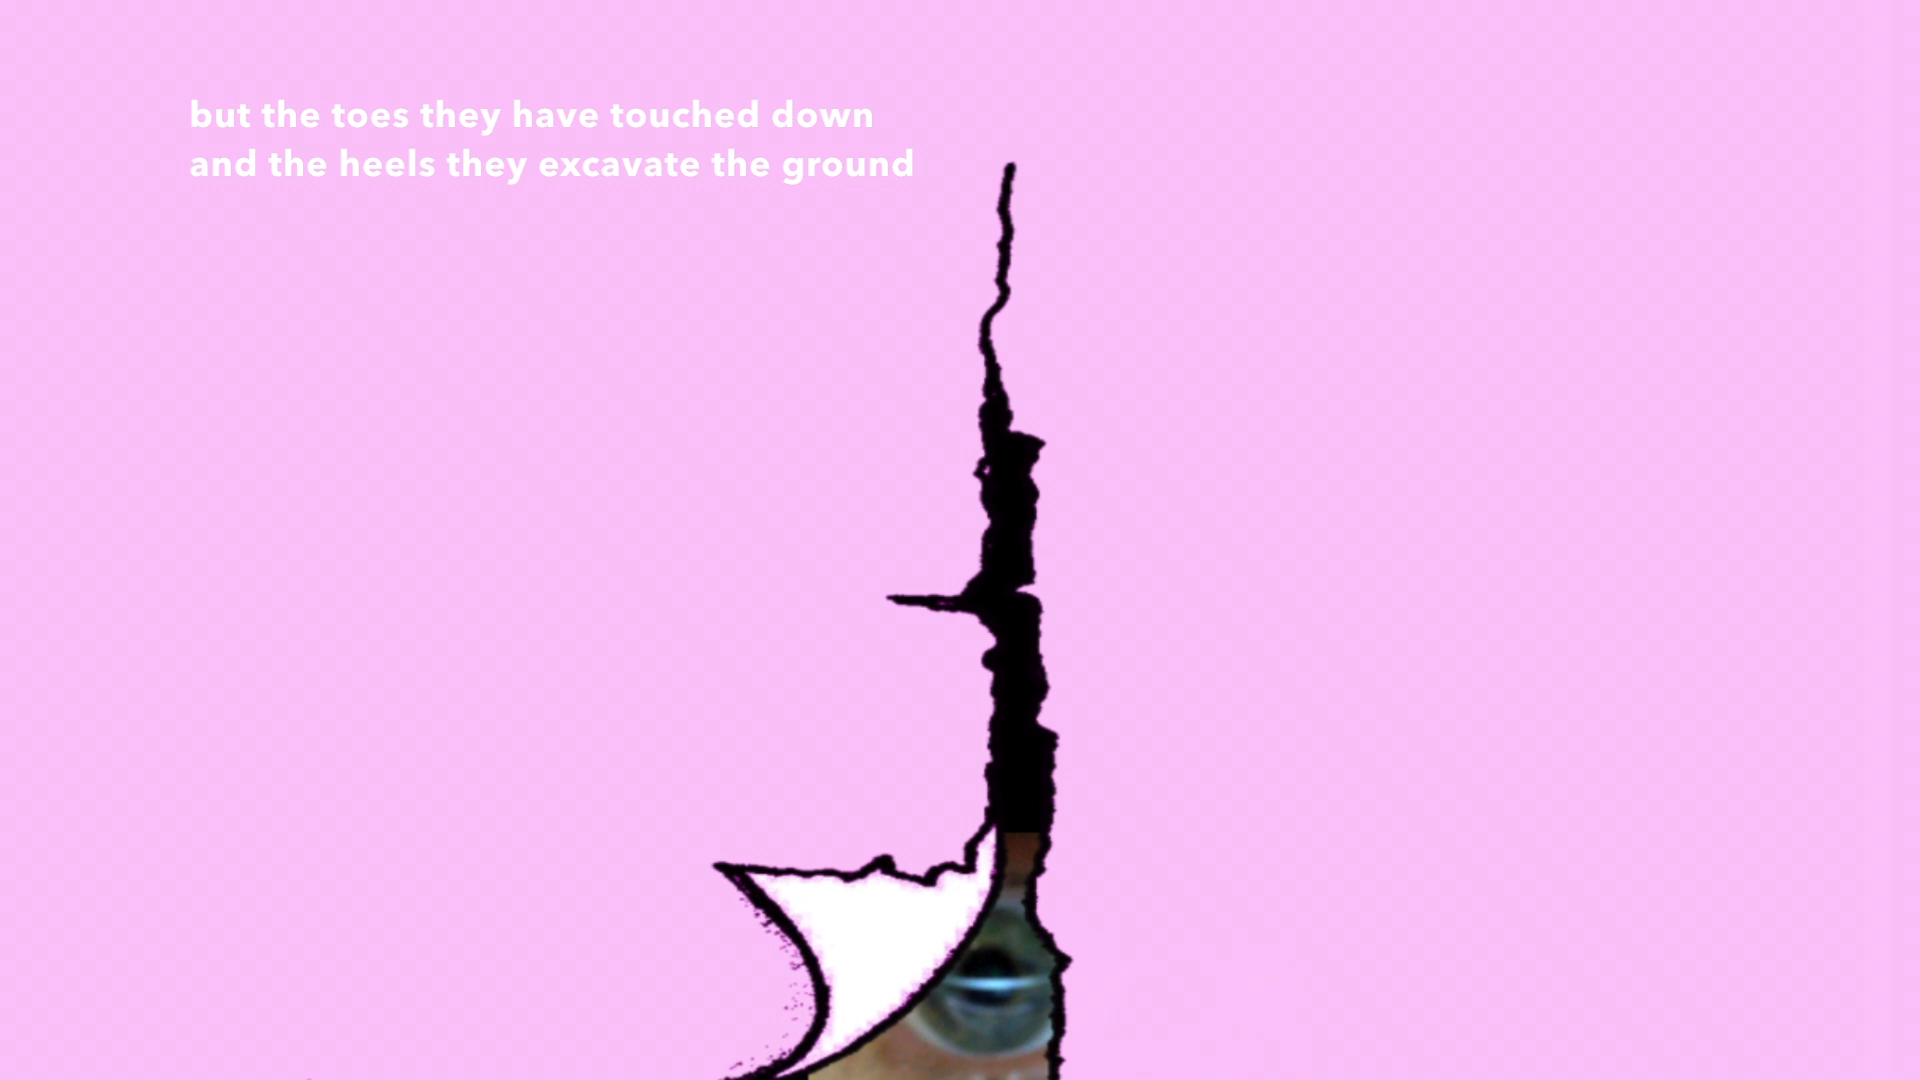 but the toes they have touched down
and the heels they excavate the ground